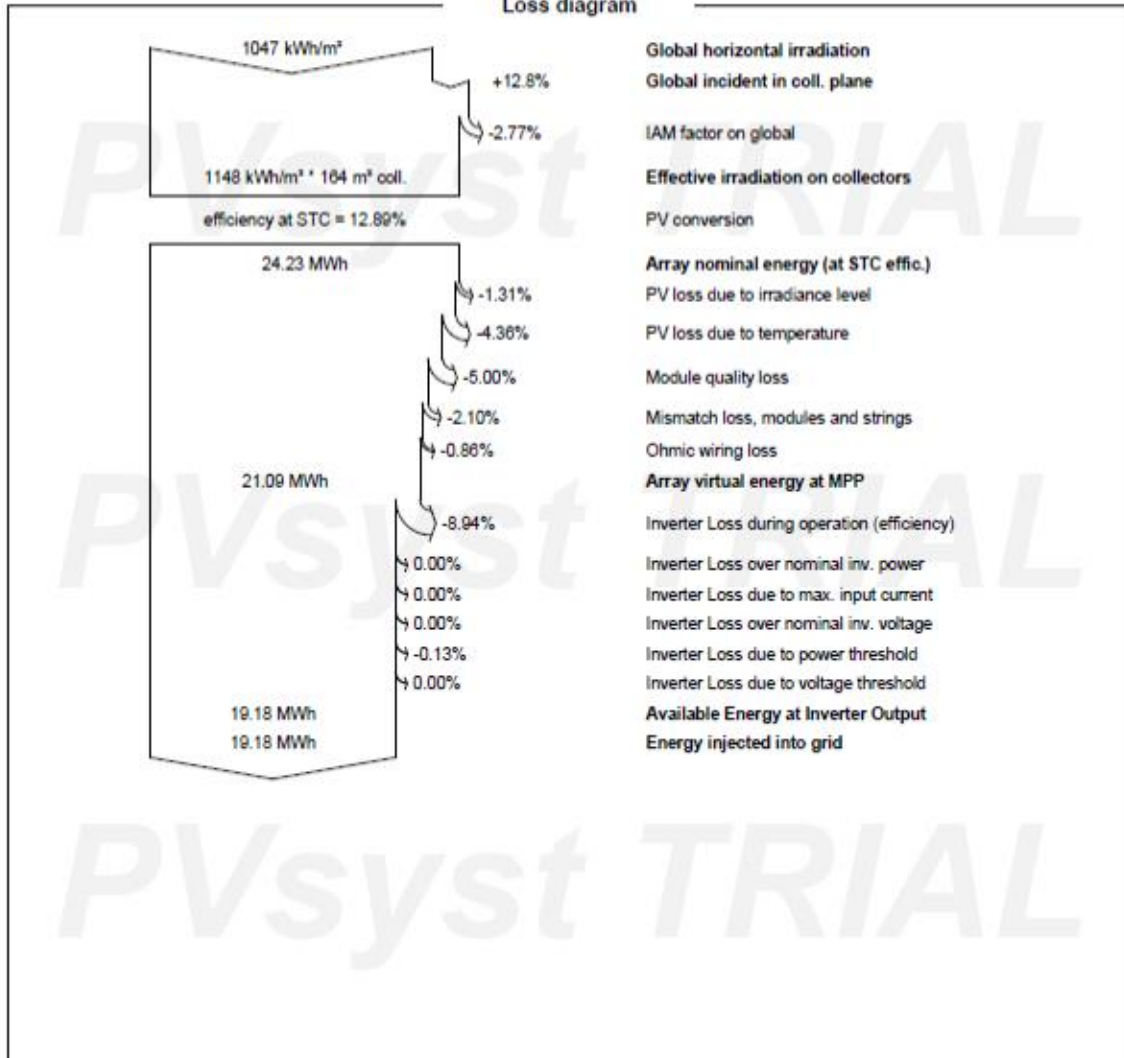 Loss diagram
1047 kWh/m² Global horizontal irradiation
+12.8% Global incident in coll. plane
-2.77% IAM factor on global
1148 kWh/m² * 164 m² coll. Effective irradiation on collectors
efficiency at STC = 12.89% PV conversion
24.23 MWh Array nominal energy (at STC effic.)
-1.31% PV loss due to irradiance level
-4.36% PV loss due to temperature
-5.00% Module quality loss
-2.10% Mismatch loss, modules and strings
-0.86% Ohmic wiring loss
21.09 MWh Array virtual energy at MPP
-8.94% Inverter Loss during operation (efficiency)
0.00% Inverter Loss over nominal inv. power
0.00% Inverter Loss due to max. input current
0.00% Inverter Loss over nominal inv. voltage
-0.13% Inverter Loss due to power threshold
0.00% Inverter Loss due to voltage threshold
19.18 MWh Available Energy at Inverter Output
19.18 MWh Energy injected into grid
PVsyst TRIAL
PVsyst TRIAL
PVsyst TRIAL